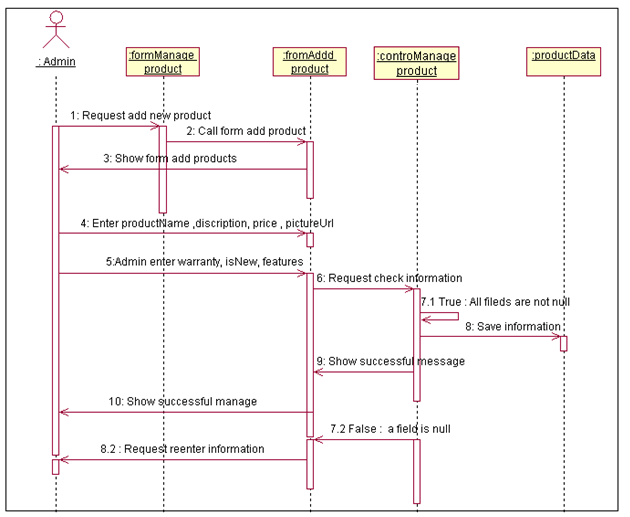 : Admin
:formManage
product
:fromAddd
product
:controManage
product
:productData
1: Request add new product
2: Call form add product
3: Show form add products
4: Enter productName ,discription, price , pictureUrl
5:Admin enter warranty, isNew, features
6: Request check information
7.1 True : All fileds are not null
8: Save information
9: Show successful message
10: Show successful manage
7.2 False : a field is null
8.2 : Request reenter information